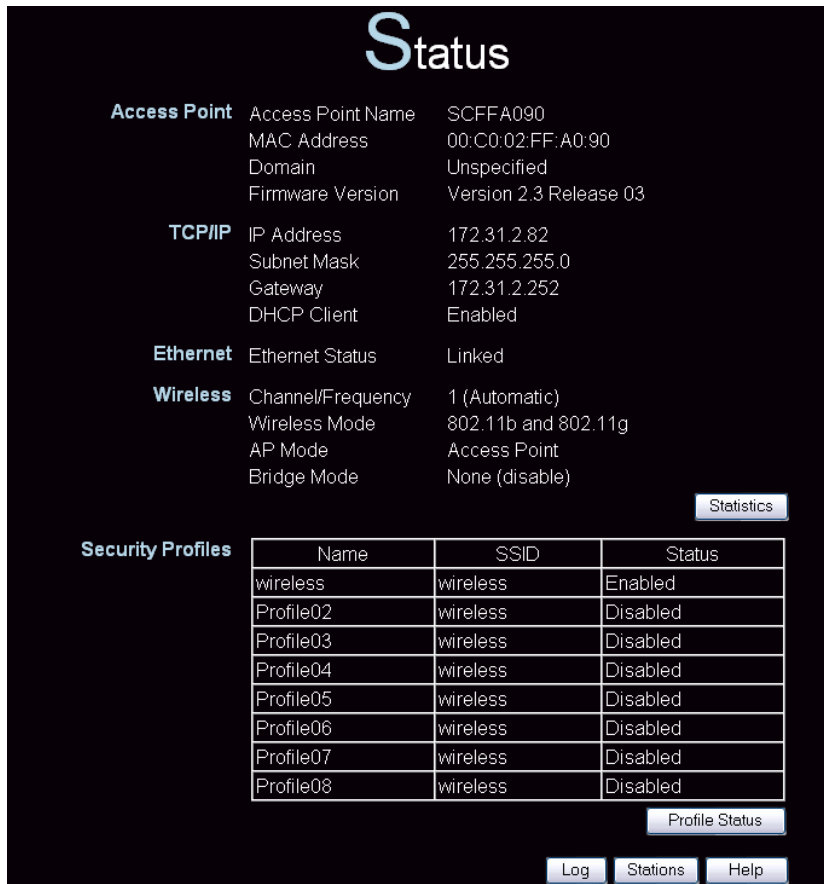 Status
Access Point Access Point Name SCFFA090
MAC Address 00:C0:02:FF:A0:90
Domain Unspecified
Firmware Version Version 2.3 Release 03
TCP/IP IP Address 172.31.2.82
Subnet Mask 255.255.255.0
Gateway 172.31.2.252
DHCP Client Enabled
Ethernet Ethernet Status Linked
Wireless Channel/Frequency 1 (Automatic)
Wireless Mode 802.11b and 802.11g
AP Mode Access Point
Bridge Mode None (disable)
Statistics
Security Profiles Name SSID Status
wireless wireless Enabled
Profile02 wireless Disabled
Profile03 wireless Disabled
Profile04 wireless Disabled
Profile05 wireless Disabled
Profile06 wireless Disabled
Profile07 wireless Disabled
Profile08 wireless Disabled
Profile Status
Log Stations Help